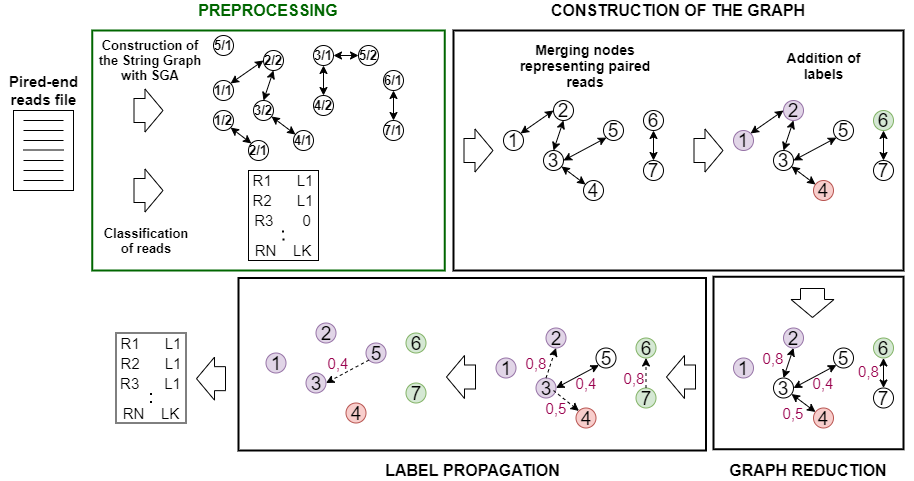 PREPROCESSING
CONSTRUCTION OF THE GRAPH
Pired-end
reads file
Construction of
the String Graph
with SGA
5/1
2/2
1/1
3/2
1/2
2/1
4/1
3/1
5/2
4/2
6/1
7/1
Classification
of reads
R1 L1
R2 L1
R3 0
:
RN LK
Merging nodes
representing paired
reads
1
2
3
4
5
6
7
Addition
of labels
1
2
3
4
5
6
7
1
2
3
4
5
6
7
0,8
0,4
0,5
0,8
GRAPH REDUCTION
1
2
3
4
5
6
7
0,8
0,4
0,5
0,8
1
2
3
4
5
6
7
0,4
LABEL PROPAGATION
R1 L1
R2 L1
R3 L1
:
RN LK